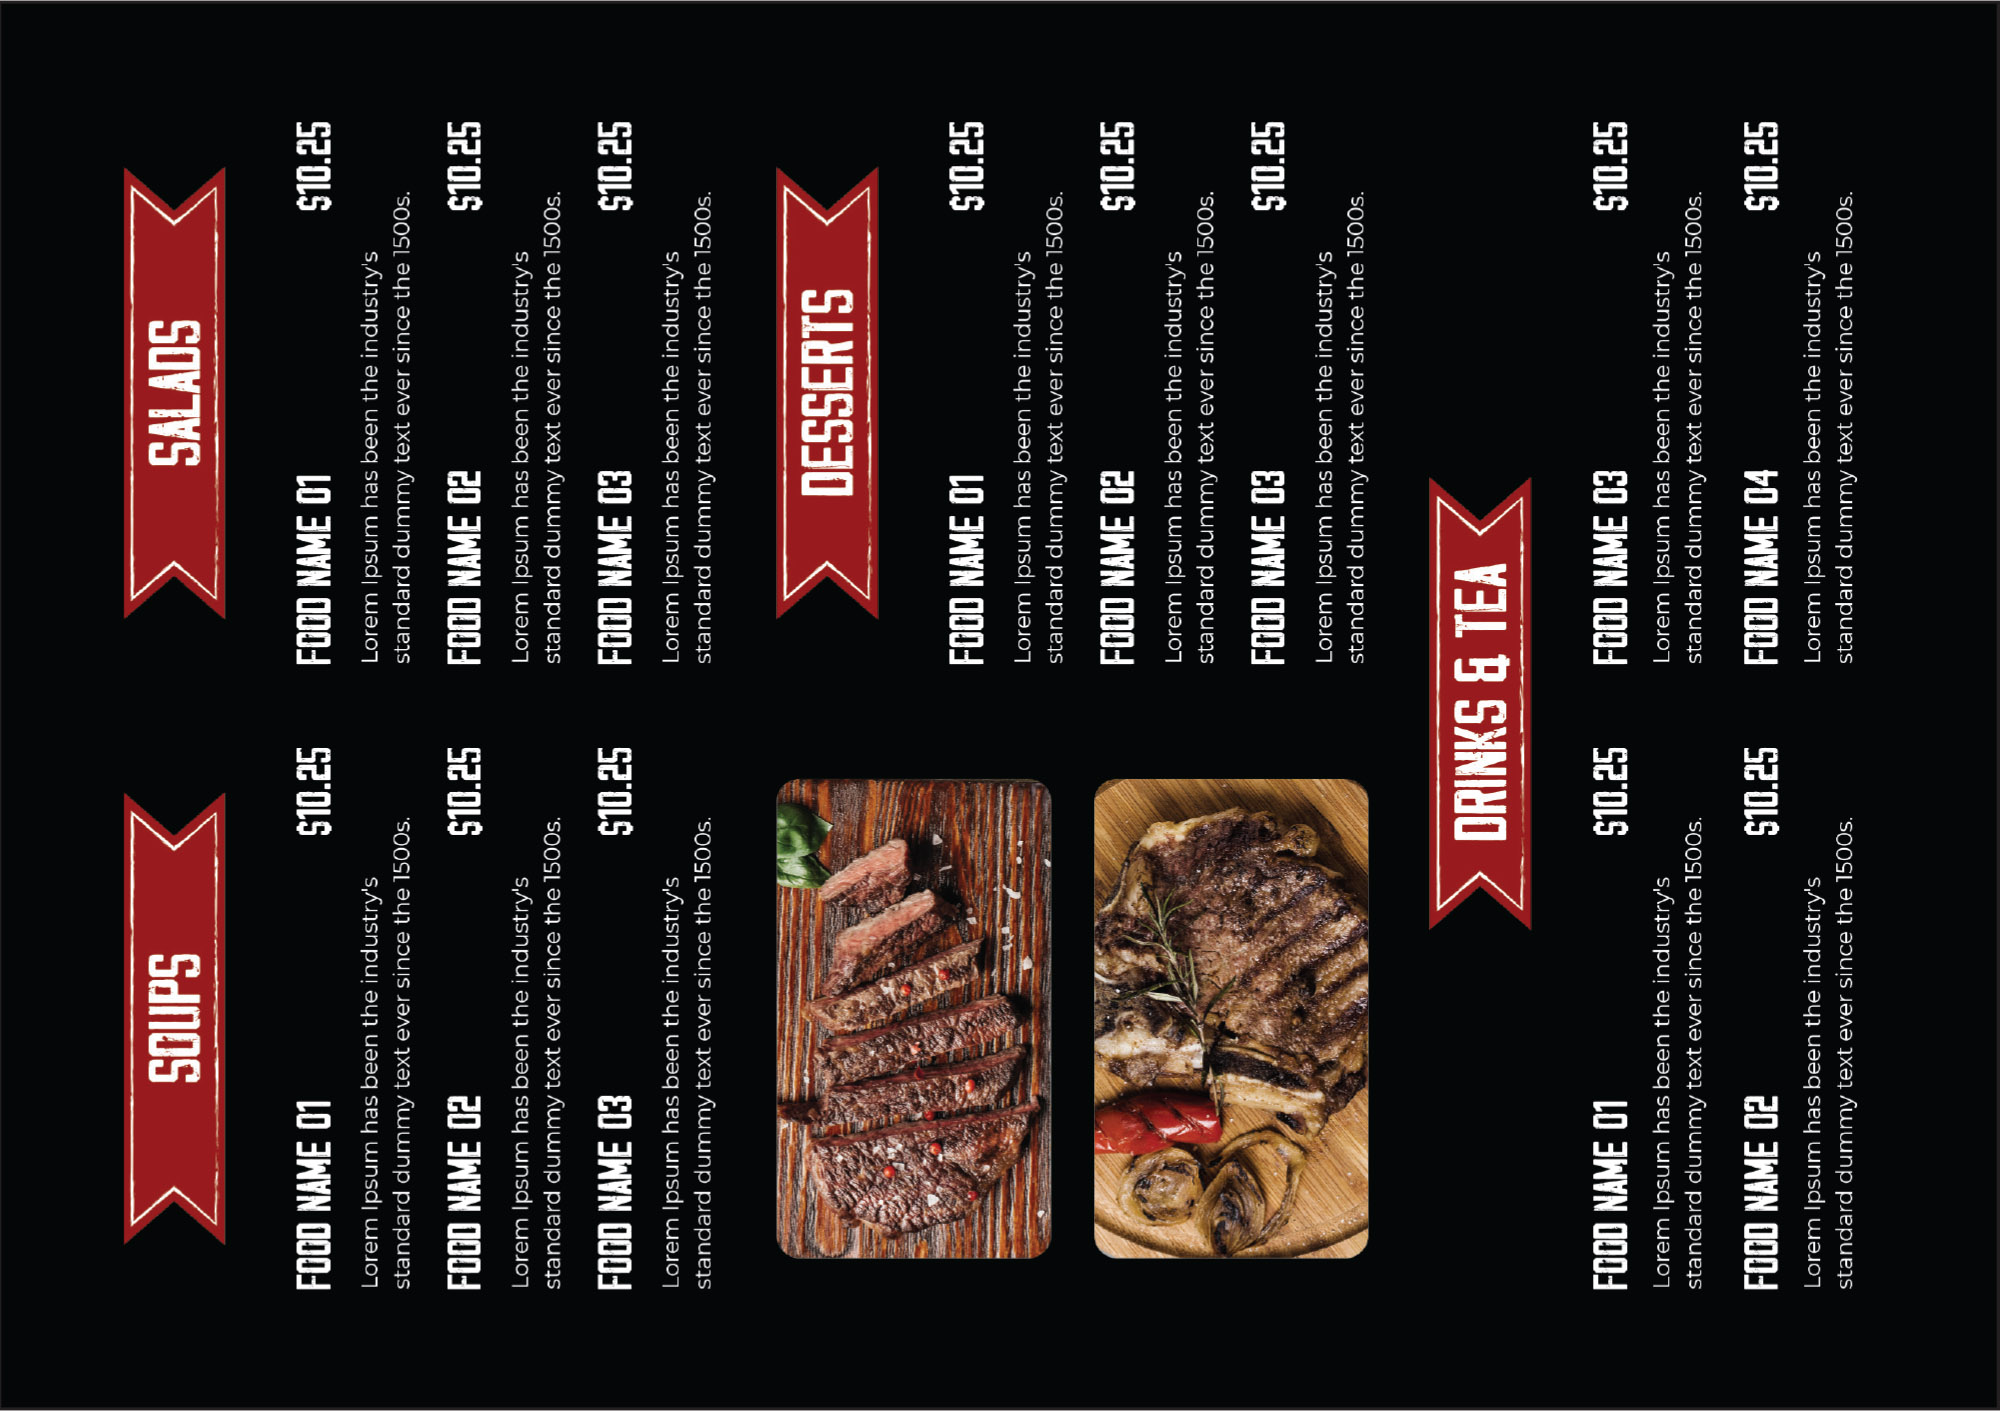 SOUPS
FOOD NAME 01 $10.25
Lorem Ipsum has been the industry's
standard dummy text ever since the 1500s.
FOOD NAME 02 $10.25
Lorem Ipsum has been the industry's
standard dummy text ever since the 1500s.
FOOD NAME 03 $10.25
Lorem Ipsum has been the industry's
standard dummy text ever since the 1500s.
SALADS
FOOD NAME 01 $10.25
Lorem Ipsum has been the industry's
standard dummy text ever since the 1500s.
FOOD NAME 02 $10.25
Lorem Ipsum has been the industry's
standard dummy text ever since the 1500s.
FOOD NAME 03 $10.25
Lorem Ipsum has been the industry's
standard dummy text ever since the 1500s.
DESSERTS
FOOD NAME 01 $10.25
Lorem Ipsum has been the industry's
standard dummy text ever since the 1500s.
FOOD NAME 02 $10.25
Lorem Ipsum has been the industry's
standard dummy text ever since the 1500s.
FOOD NAME 03 $10.25
Lorem Ipsum has been the industry's
standard dummy text ever since the 1500s.
DRINKS & TEA
FOOD NAME 01 $10.25
Lorem Ipsum has been the industry's
standard dummy text ever since the 1500s.
FOOD NAME 02 $10.25
Lorem Ipsum has been the industry's
standard dummy text ever since the 1500s.
FOOD NAME 03 $10.25
Lorem Ipsum has been the industry's
standard dummy text ever since the 1500s.
FOOD NAME 04 $10.25
Lorem Ipsum has been the industry's
standard dummy text ever since the 1500s.